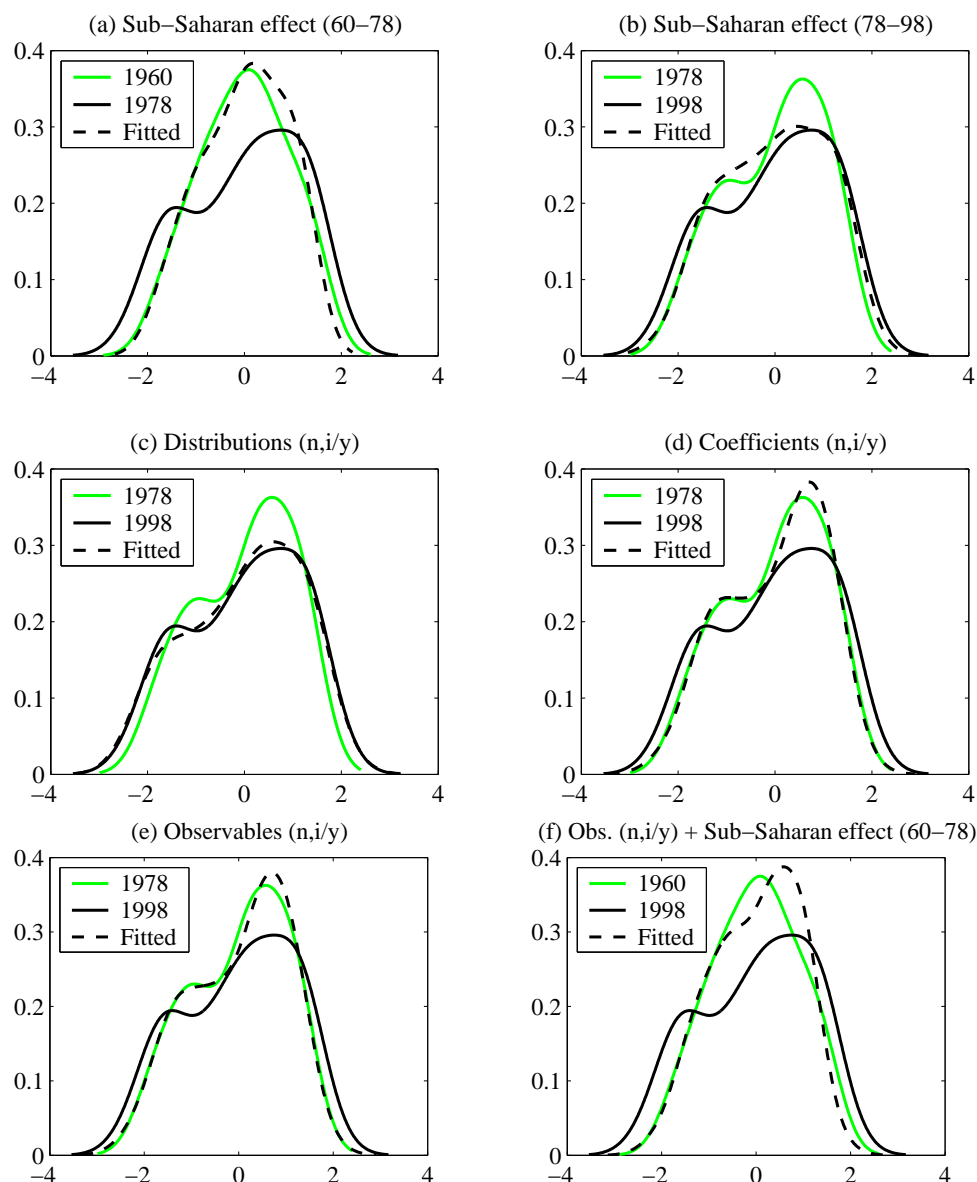 (a) Sub−Saharan effect (60−78)
0.4
0.3
0.2
0.1
0
1960
1978
Fitted
−4 −2 0 2 4
(b) Sub−Saharan effect (78−98)
0.4
0.3
0.2
0.1
0
1978
1998
Fitted
−4 −2 0 2 4
(c) Distributions (n,i/y)
0.4
0.3
0.2
0.1
0
1978
1998
Fitted
−4 −2 0 2 4
(d) Coefficients (n,i/y)
0.4
0.3
0.2
0.1
0
1978
1998
Fitted
−4 −2 0 2 4
(e) Observables (n,i/y)
0.4
0.3
0.2
0.1
0
1978
1998
Fitted
−4 −2 0 2 4
(f) Obs. (n,i/y) + Sub−Saharan effect (60−78)
0.4
0.3
0.2
0.1
0
1960
1998
Fitted
−4 −2 0 2 4